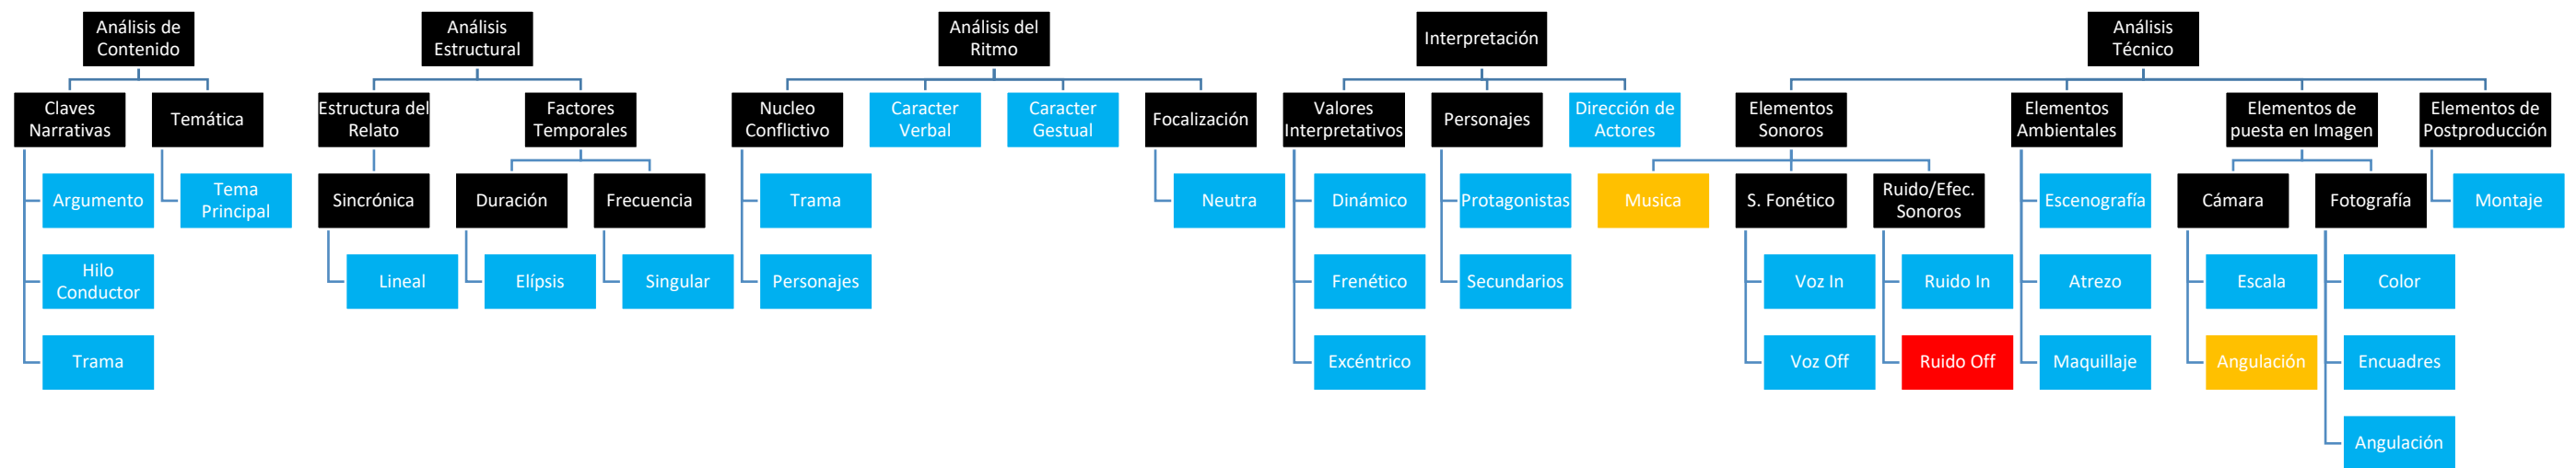 Análisis de
Contenido
Análisis
Estructural
Análisis del
Ritmo
Interpretación
Análisis
Técnico
Claves
Narrativas
Temática
Estructura del
Relato
Factores
Temporales
Nucleo
Conflictivo
Caracter
Verbal
Caracter
Gestual
Focalización
Valores
Interpretativos
Personajes
Dirección de
Actores
Elementos
Sonoros
Elementos
Ambientales
Elementos de
puesta en Imagen
Elementos de
Postproducción
Argumento
Tema
Principal
Sincrónica
Duración
Frecuencia
Trama
Neutra
Dinámico
Protagonistas
Musica
S. Fonético
Ruido/Efec.
Sonoros
Escenografía
Cámara
Fotografía
Montaje
Hilo
Conductor
Lineal
Elípsis
Singular
Personajes
Frenético
Secundarios
Voz In
Ruido In
Atrezo
Escala
Color
Trama
Excéntrico
Voz Off
Ruido Off
Maquillaje
Angulación
Encuadres
Angulación